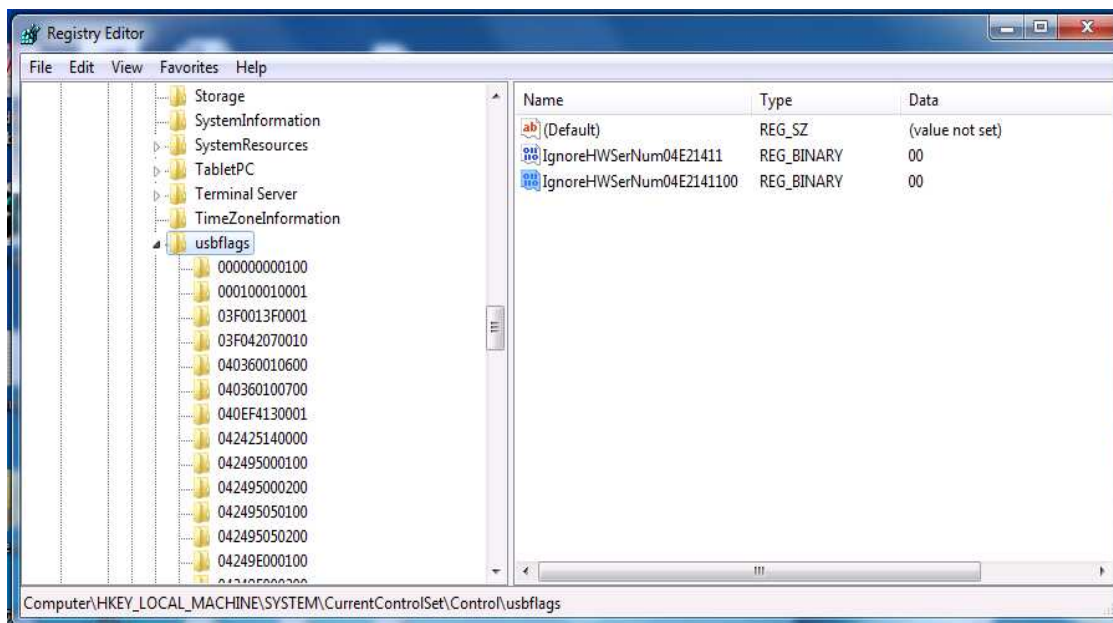 Registry Editor
File Edit View Favorites Help
Storage
SystemInformation
SystemResources
TabletPC
Terminal Server
TimeZoneInformation
usbflags
000000000100
000100010001
03F0013F0001
03F042070010
040360010600
040360100700
040EF4130001
042425140000
042495000100
042495000200
042495050100
042495050200
04249E000100
Name Type Data
(Default) REG_SZ (value not set)
IgnoreHWSerNum04E21411 REG_BINARY 00
IgnoreHWSerNum04E2141100 REG_BINARY 00
Computer\HKEY_LOCAL_MACHINE\SYSTEM\CurrentControlSet\Control\usbflags